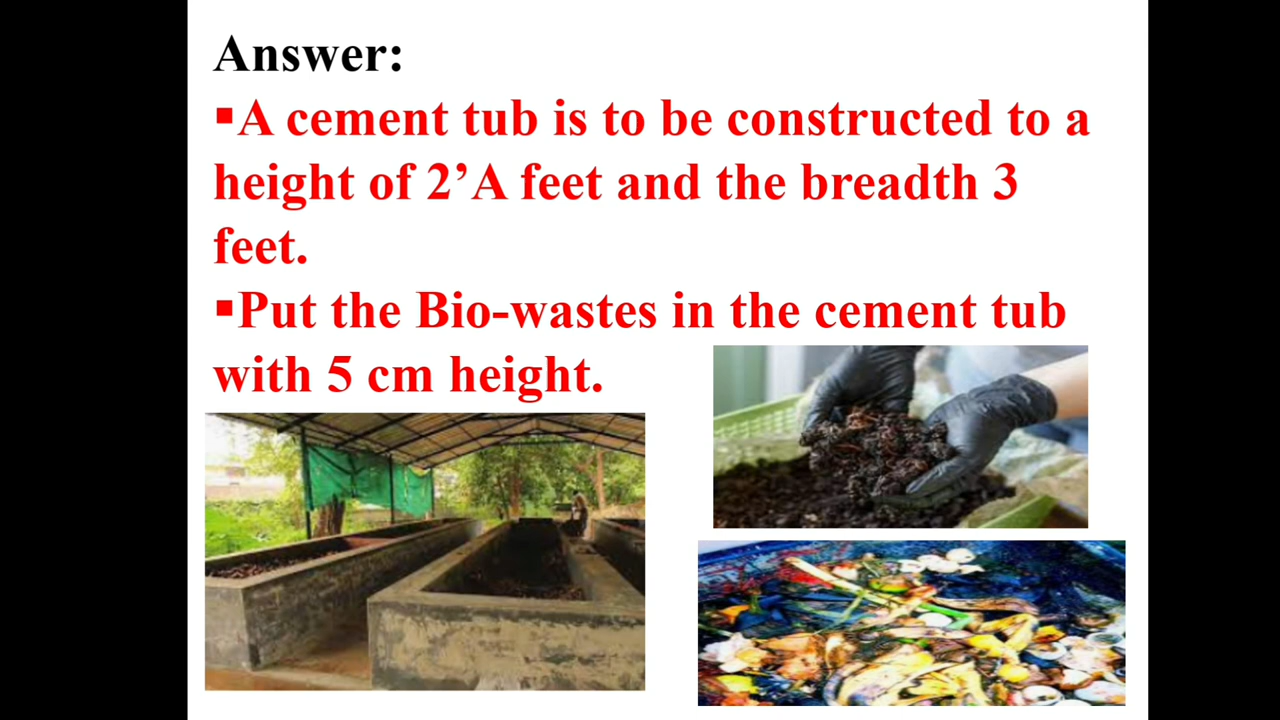 Answer:
▪A cement tub is to be constructed to a
height of 2’A feet and the breadth 3
feet.
▪Put the Bio-wastes in the cement tub
with 5 cm height.